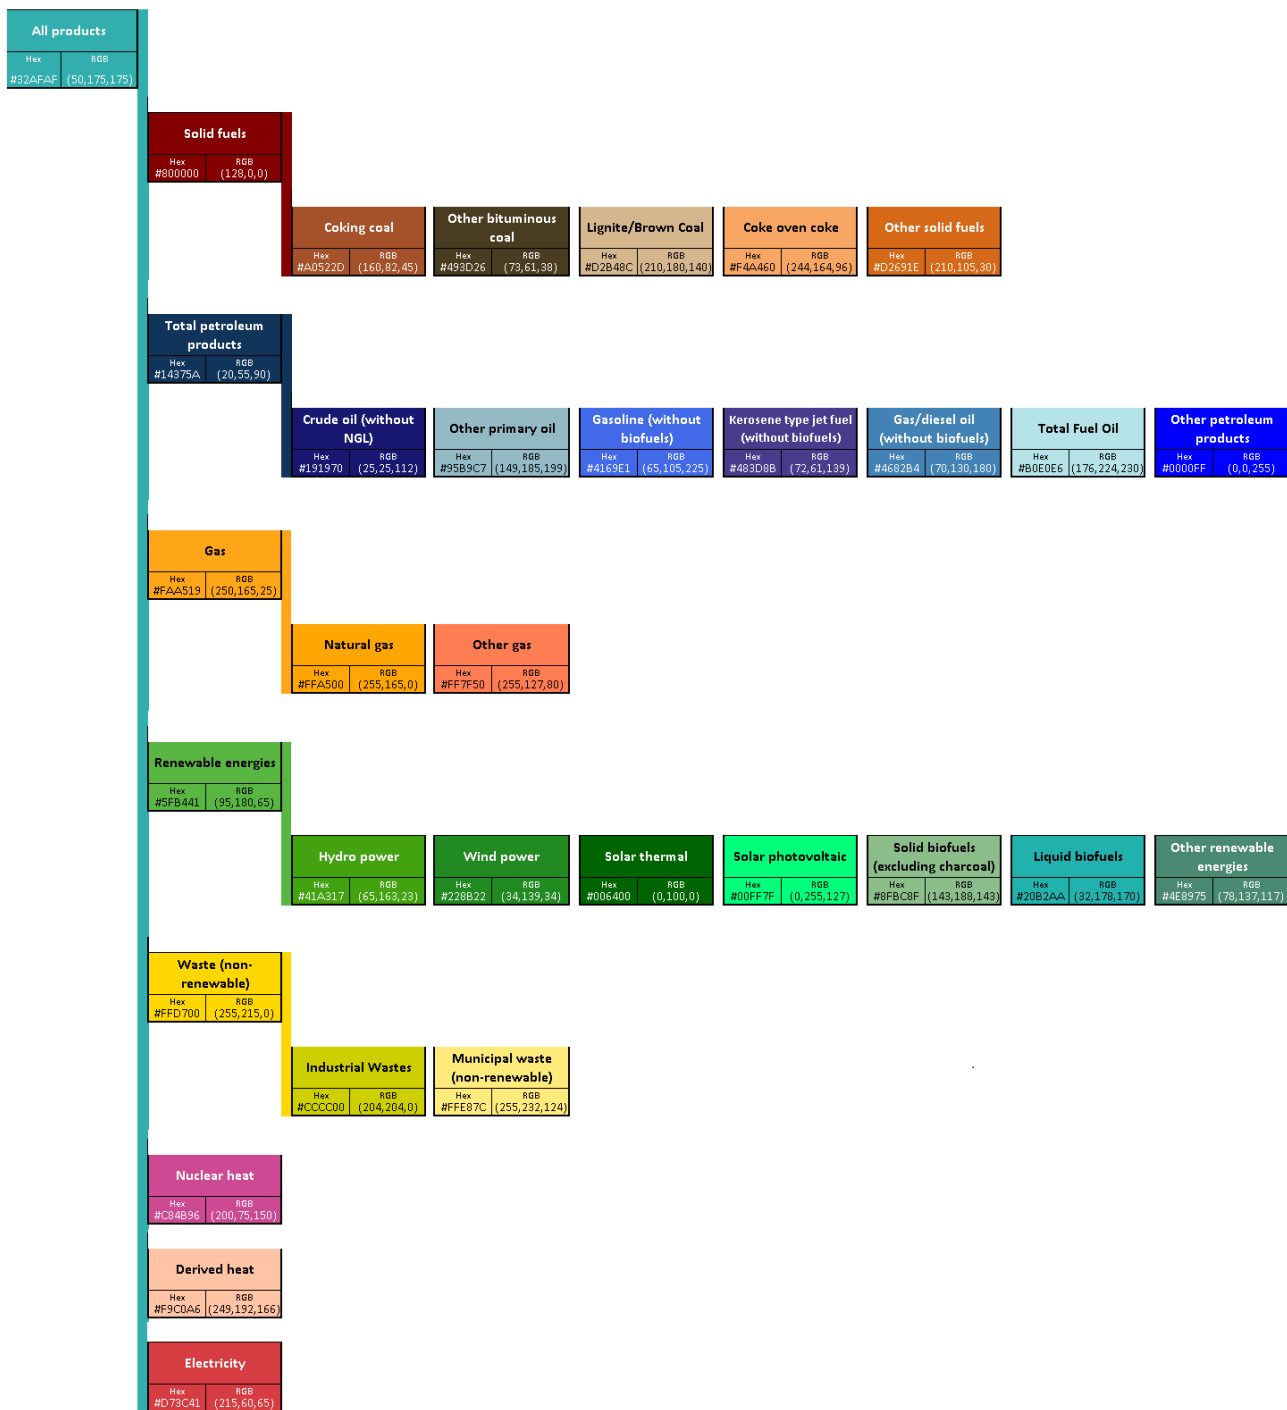 All products
Hex RGB
#32AFAF (50,175,175)
Solid fuels
Hex RGB
#800000 (128,0,0)
Coking coal
Hex RGB
#A0522D (160,82,45)
Other bituminous
coal
Hex RGB
#493D26 (73,61,38)
Lignite/Brown Coal
Hex RGB
#D2B48C (210,180,140)
Coke oven coke
Hex RGB
#F4A460 (244,164,96)
Other solid fuels
Hex RGB
#D2691E (210,105,30)
Total petroleum
products
Hex RGB
#14375A (20,55,90)
Crude oil (without
NGL)
Hex RGB
#191970 (25,25,112)
Other primary oil
Hex RGB
#95B9C7 (149,185,199)
Gasoline (without
biofuels)
Hex RGB
#4169E1 (65,105,225)
Kerosene type jet fuel
(without biofuels)
Hex RGB
#483D8B (72,61,139)
Gas/diesel oil
(without biofuels)
Hex RGB
#4682B4 (70,130,180)
Total Fuel Oil
Hex RGB
#B0E0E6 (176,224,230)
Other petroleum
products
Hex RGB
#0000FF (0,0,255)
Gas
Hex RGB
#FAA519 (250,165,25)
Natural gas
Hex RGB
#FFA500 (255,165,0)
Other gas
Hex RGB
#FF7F50 (255,127,80)
Renewable energies
Hex RGB
#5FB441 (95,180,65)
Hydro power
Hex RGB
#41A317 (65,163,23)
Wind power
Hex RGB
#228B22 (34,139,34)
Solar thermal
Hex RGB
#006400 (0,100,0)
Solar photovoltaic
Hex RGB
#00FF7F (0,255,127)
Solid biofuels
(excluding charcoal)
Hex RGB
#8FBC8F (143,188,143)
Liquid biofuels
Hex RGB
#20B2AA (32,178,170)
Other renewable
energies
Hex RGB
#4E8975 (78,137,117)
Waste (non-
renewable)
Hex RGB
#FFD700 (255,215,0)
Industrial Wastes
Hex RGB
#CCCC00 (204,204,0)
Municipal waste
(non-renewable)
Hex RGB
#FFE87C (255,232,124)
Nuclear heat
Hex RGB
#C84B96 (200,75,150)
Derived heat
Hex RGB
#F9C0A6 (249,192,166)
Electricity
Hex RGB
#D73C41 (215,60,65)